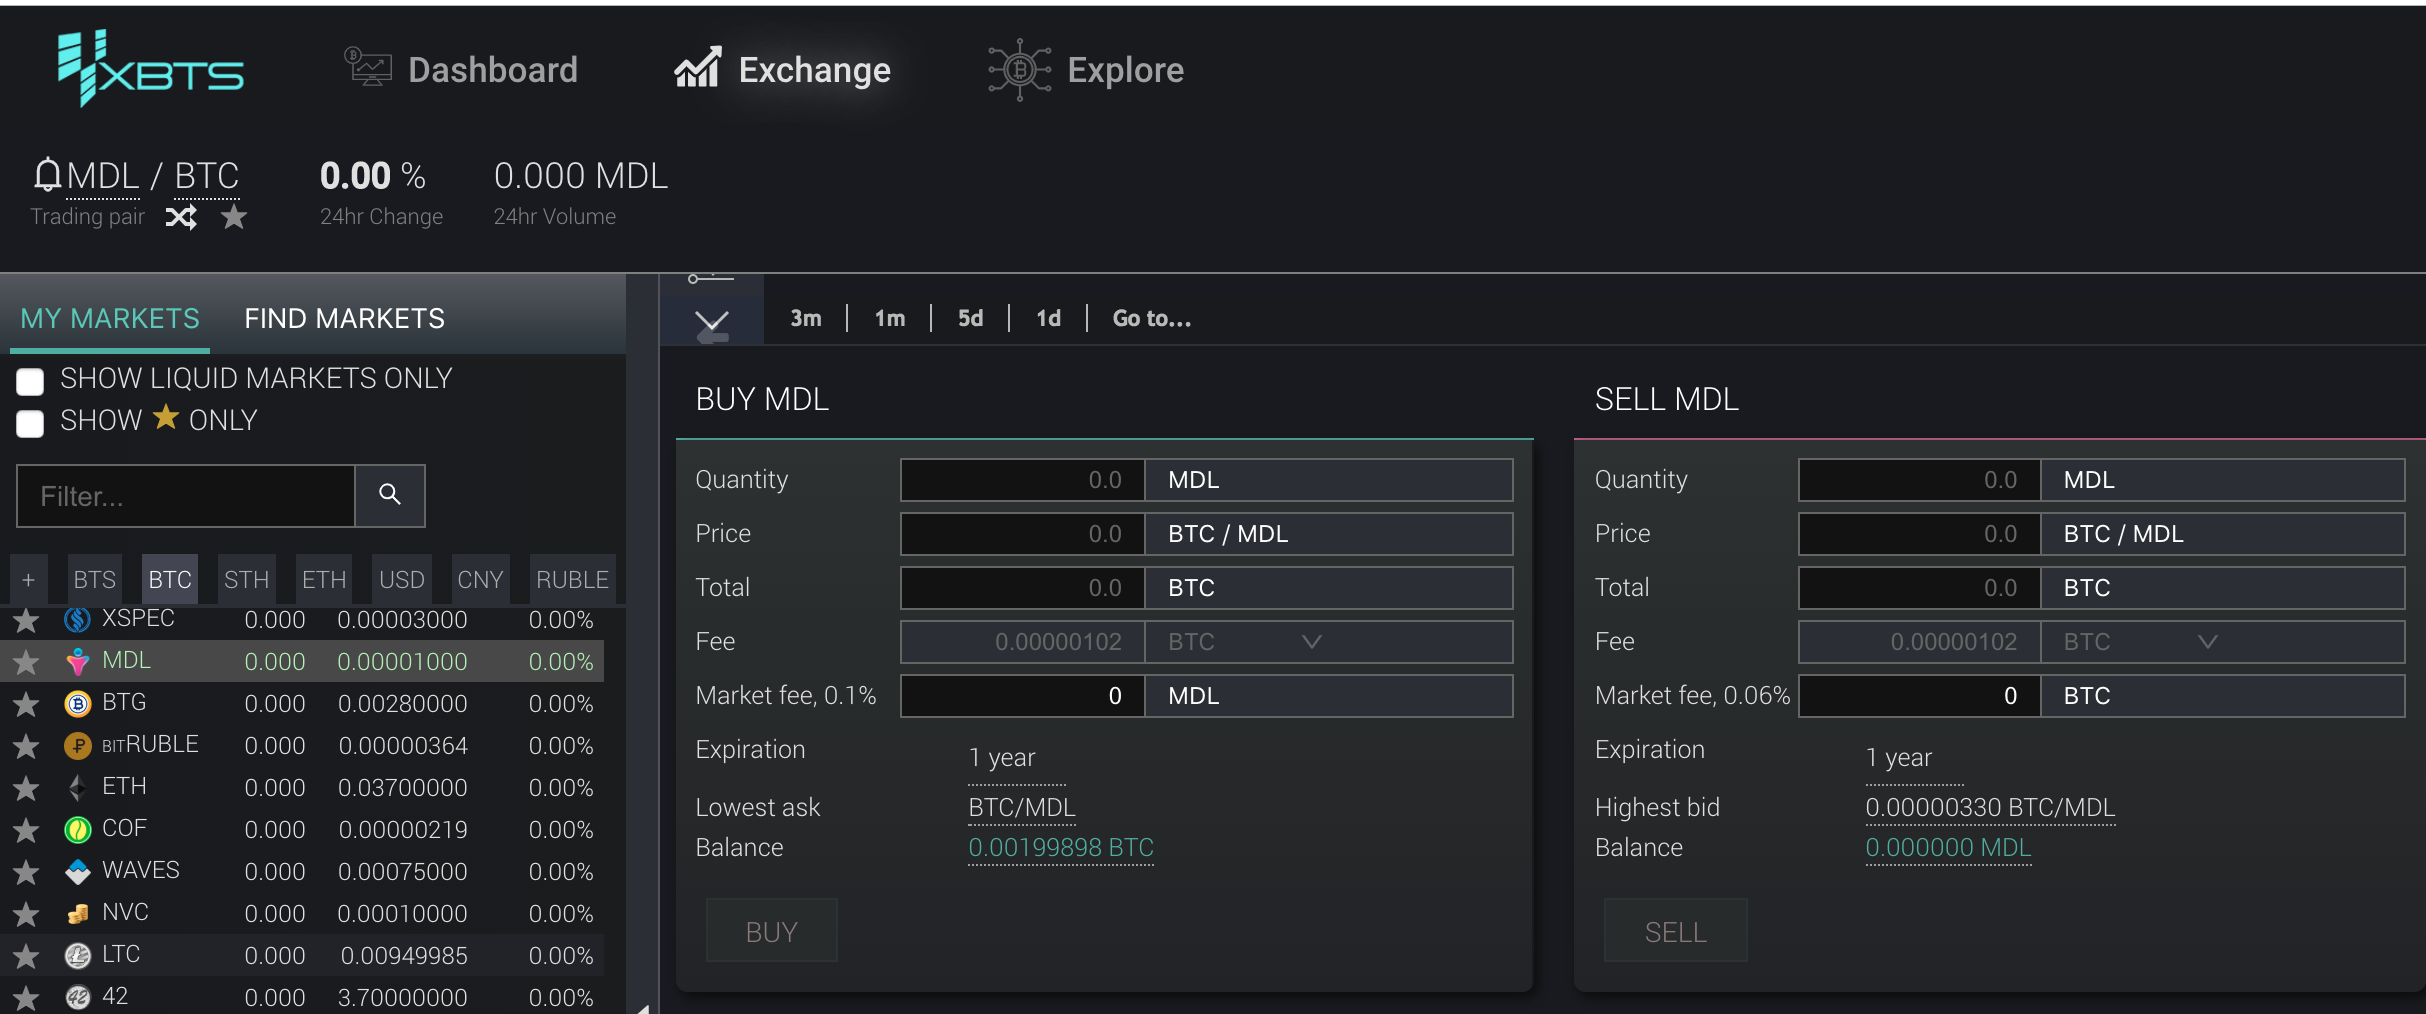 XBTS
Dashboard
Exchange
Explore
MDL / BTC
Trading pair
0.00 %
24hr Change
0.000 MDL
24hr Volume
MY MARKETS
FIND MARKETS
SHOW LIQUID MARKETS ONLY
SHOW ★ ONLY
Filter...
+ BTS BTC STH ETH USD CNY RUBLE
XSPEC 0.000 0.00003000 0.00%
MDL 0.000 0.00001000 0.00%
BTG 0.000 0.00280000 0.00%
BITRUBLE 0.000 0.00000364 0.00%
ETH 0.000 0.03700000 0.00%
COF 0.000 0.00000219 0.00%
WAVES 0.000 0.00075000 0.00%
NVC 0.000 0.00010000 0.00%
LTC 0.000 0.00949985 0.00%
42 0.000 3.70000000 0.00%
3m | 1m | 5d | 1d | Go to...
BUY MDL
Quantity 0.0 MDL
Price 0.0 BTC / MDL
Total 0.0 BTC
Fee 0.00000102 BTC
Market fee, 0.1% 0 MDL
Expiration 1 year
Lowest ask BTC/MDL
Balance 0.00199898 BTC
BUY
SELL MDL
Quantity 0.0 MDL
Price 0.0 BTC / MDL
Total 0.0 BTC
Fee 0.00000102 BTC
Market fee, 0.06% 0 BTC
Expiration 1 year
Highest bid 0.00000330 BTC/MDL
Balance 0.000000 MDL
SELL